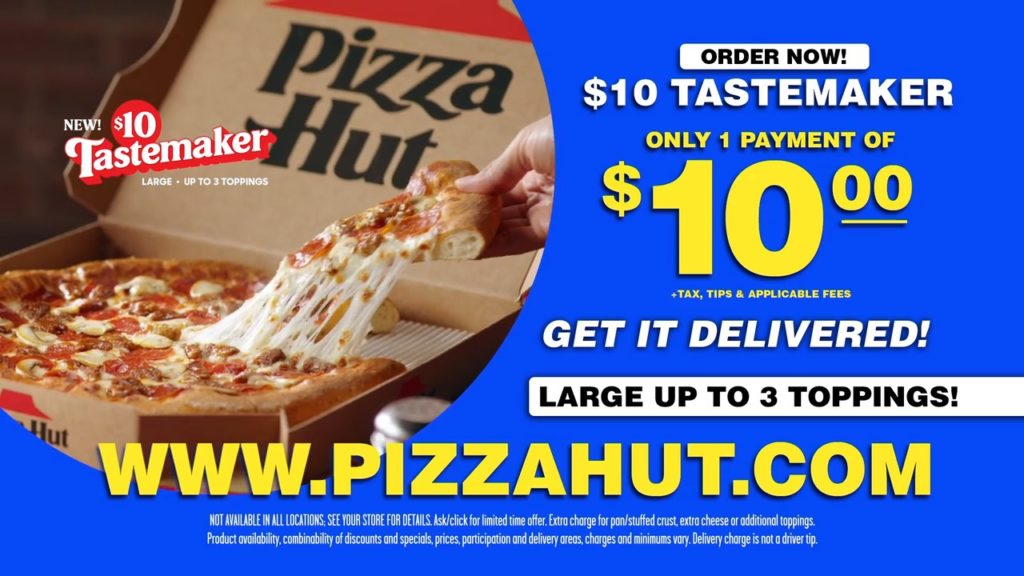 Pizza
Hut
NEW! $10
Tastemaker
LARGE • UP TO 3 TOPPINGS
Hut
ORDER NOW!
$10 TASTEMAKER
ONLY 1 PAYMENT OF
$10 00
+TAX, TIPS & APPLICABLE FEES
GET IT DELIVERED!
LARGE UP TO 3 TOPPINGS!
WWW.PIZZAHUT.COM
NOT AVAILABLE IN ALL LOCATIONS; SEE YOUR STORE FOR DETAILS. Ask/click for limited time offer. Extra charge for pan/stuffed crust, extra cheese or additional toppings.
Product availability, combinability of discounts and specials, prices, participation and delivery areas, charges and minimums vary. Delivery charge is not a driver tip.